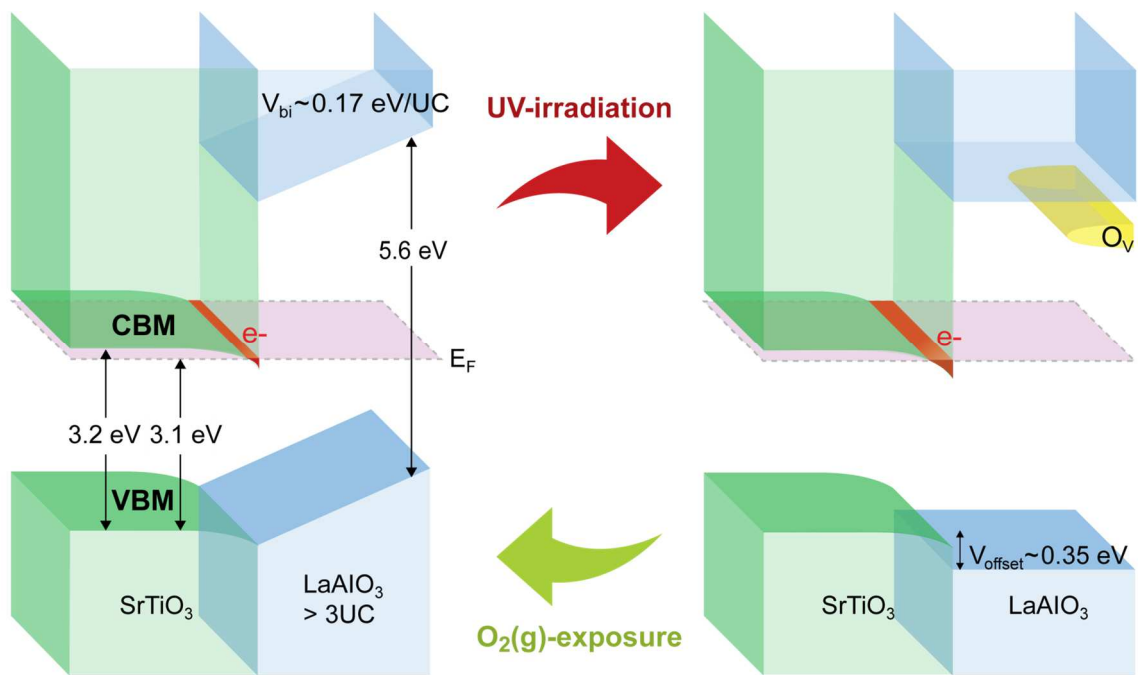 V_bi~0.17 eV/UC
UV-irradiation
5.6 eV
O_V
CBM
e-
e-
E_F
3.2 eV
3.1 eV
VBM
V_offset~0.35 eV
SrTiO₃
LaAlO₃
> 3UC
SrTiO₃
LaAlO₃
O₂(g)-exposure